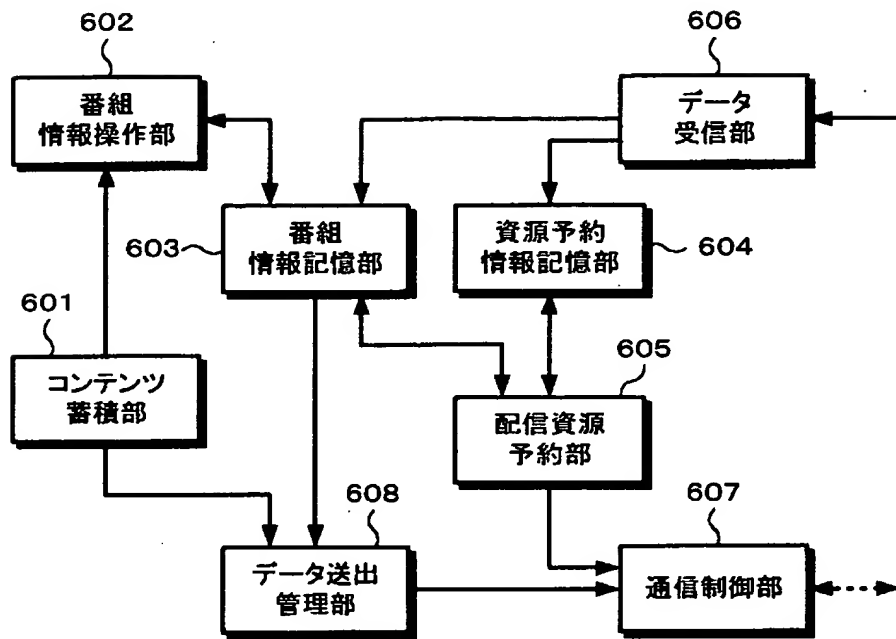 602
番組
情報操作部
606
データ
受信部
603
番組
情報記憶部
資源予約
情報記憶部
604
601
コンテンツ
蓄積部
605
配信資源
予約部
608
データ送出
管理部
607
通信制御部